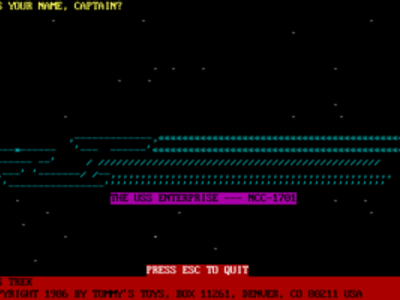 S YOUR NAME, CAPTAIN?
THE USS ENTERPRISE --- NCC-1701
PRESS ESC TO QUIT
S TREK
PYRIGHT 1986 BY TOMMY'S TOYS, BOX 11261, DENVER, CO 80211 USA